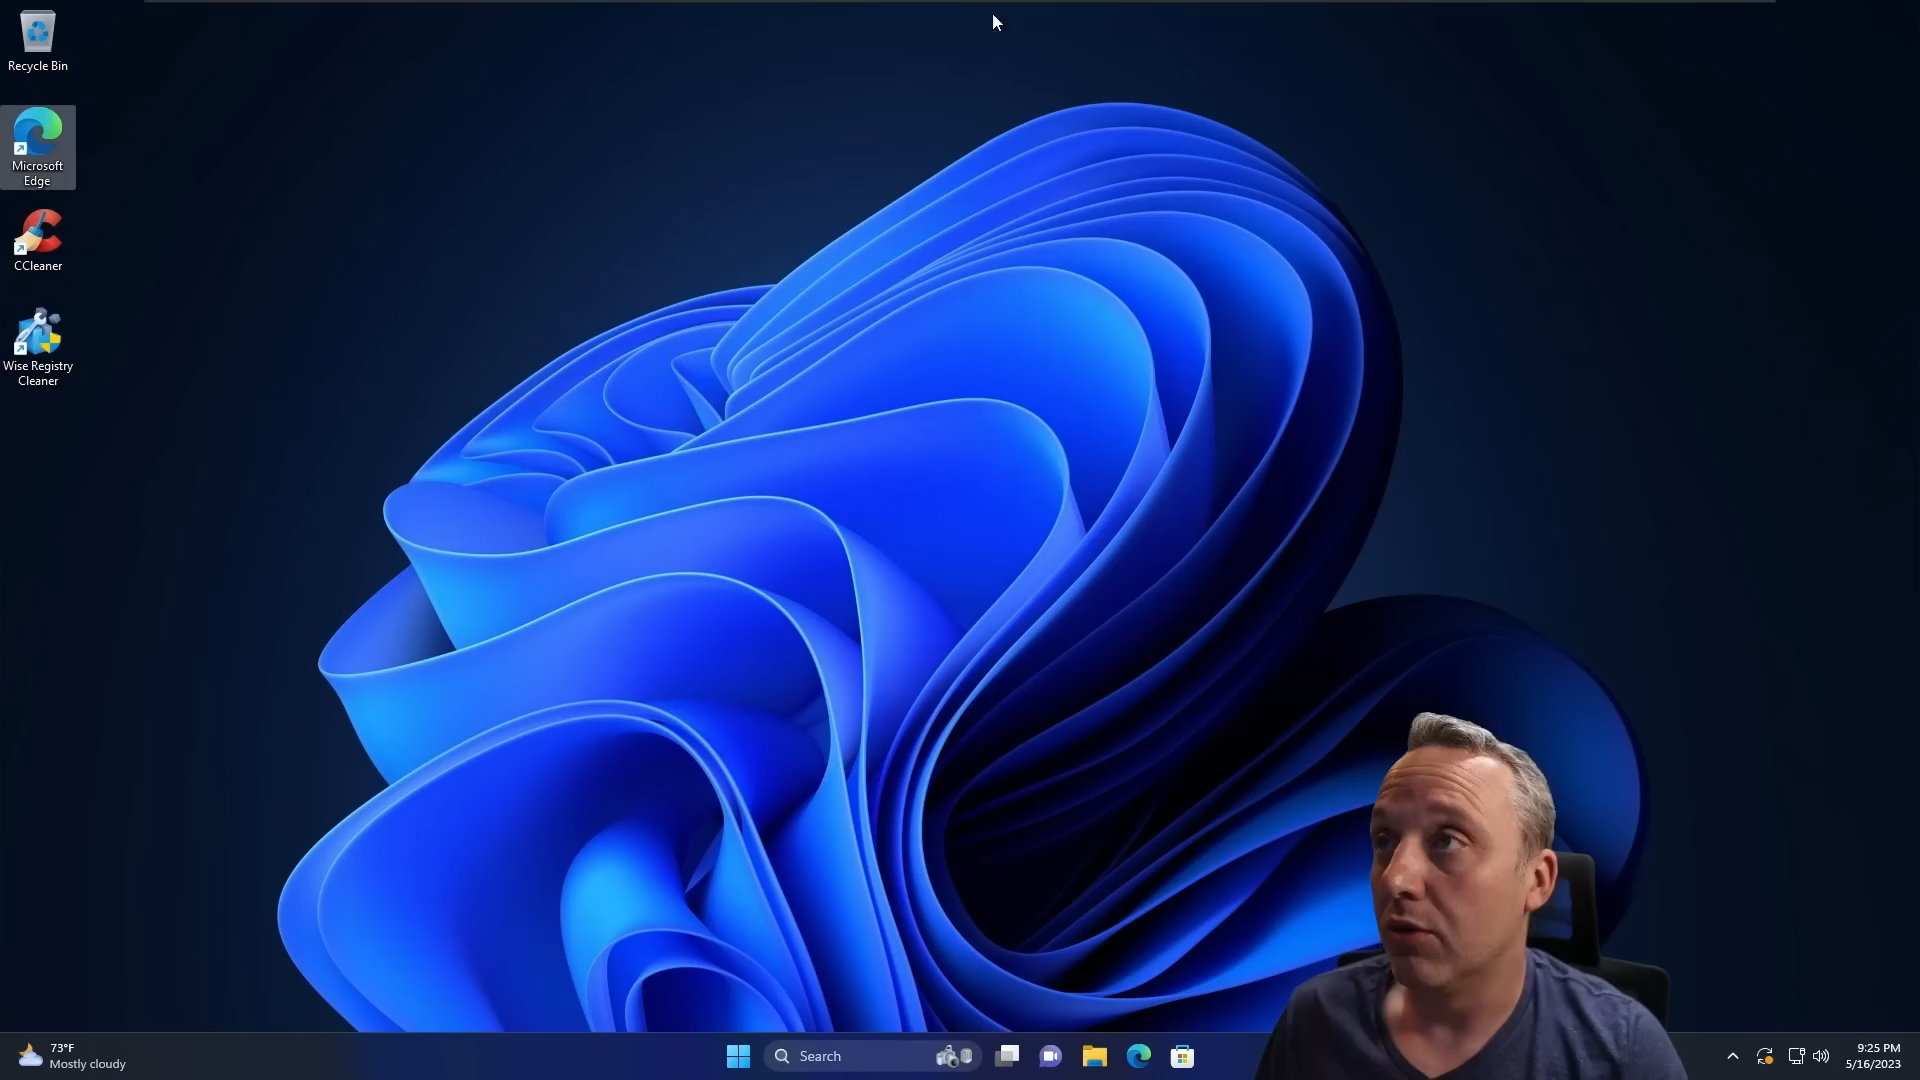 Recycle Bin
Microsoft
Edge
CCleaner
Wise Registry
Cleaner
73°F
Mostly cloudy
Search
9:25 PM
5/16/2023